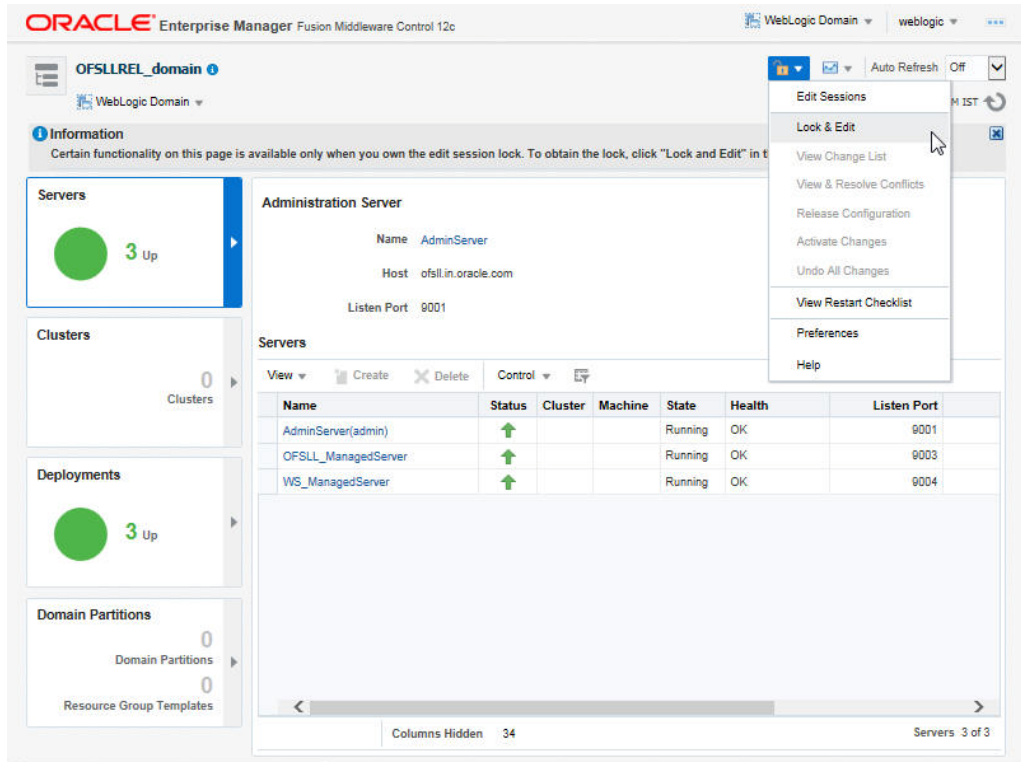 ORACLE Enterprise Manager Fusion Middleware Control 12c
WebLogic Domain
weblogic
OFSLLREL_domain
WebLogic Domain
Auto Refresh Off
M IST
Information
Certain functionality on this page is available only when you own the edit session lock. To obtain the lock, click "Lock and Edit" in t
Edit Sessions
Lock & Edit
View Change List
View & Resolve Conflicts
Release Configuration
Activate Changes
Undo All Changes
View Restart Checklist
Preferences
Help
Servers
3 Up
Clusters
0
Clusters
Deployments
3 Up
Domain Partitions
0
Domain Partitions
0
Resource Group Templates
Administration Server
Name AdminServer
Host ofsll.in.oracle.com
Listen Port 9001
Servers
View Create Delete Control
Name Status Cluster Machine State Health Listen Port
AdminServer(admin) Running OK 9001
OFSLL_ManagedServer Running OK 9003
WS_ManagedServer Running OK 9004
Columns Hidden 34
Servers 3 of 3